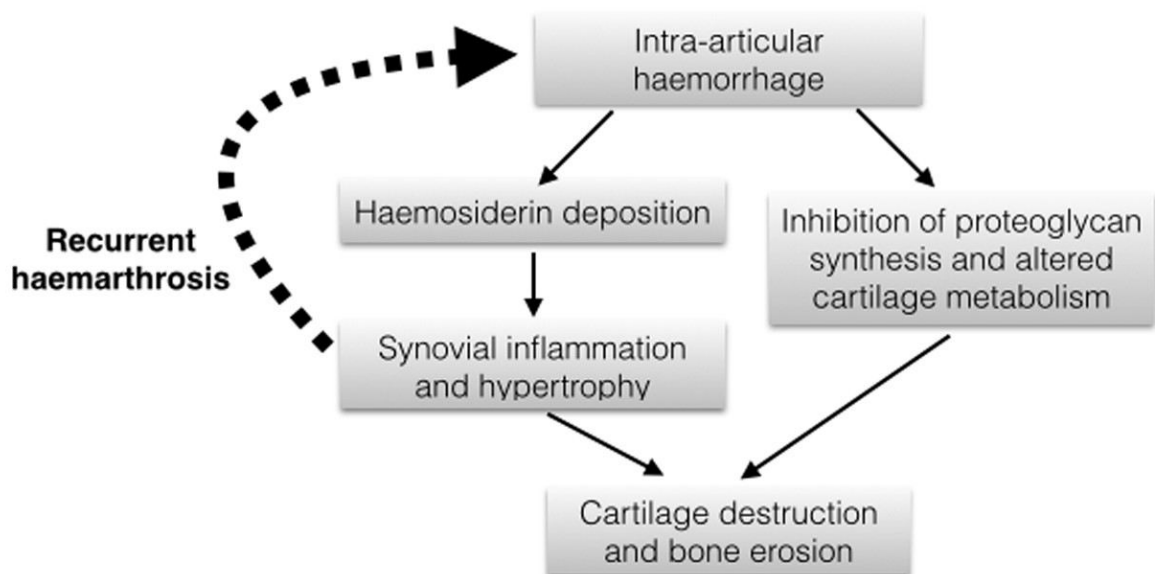 Intra-articular
haemorrhage
Haemosiderin deposition
Inhibition of proteoglycan
synthesis and altered
cartilage metabolism
Recurrent
haemarthrosis
Synovial inflammation
and hypertrophy
Cartilage destruction
and bone erosion